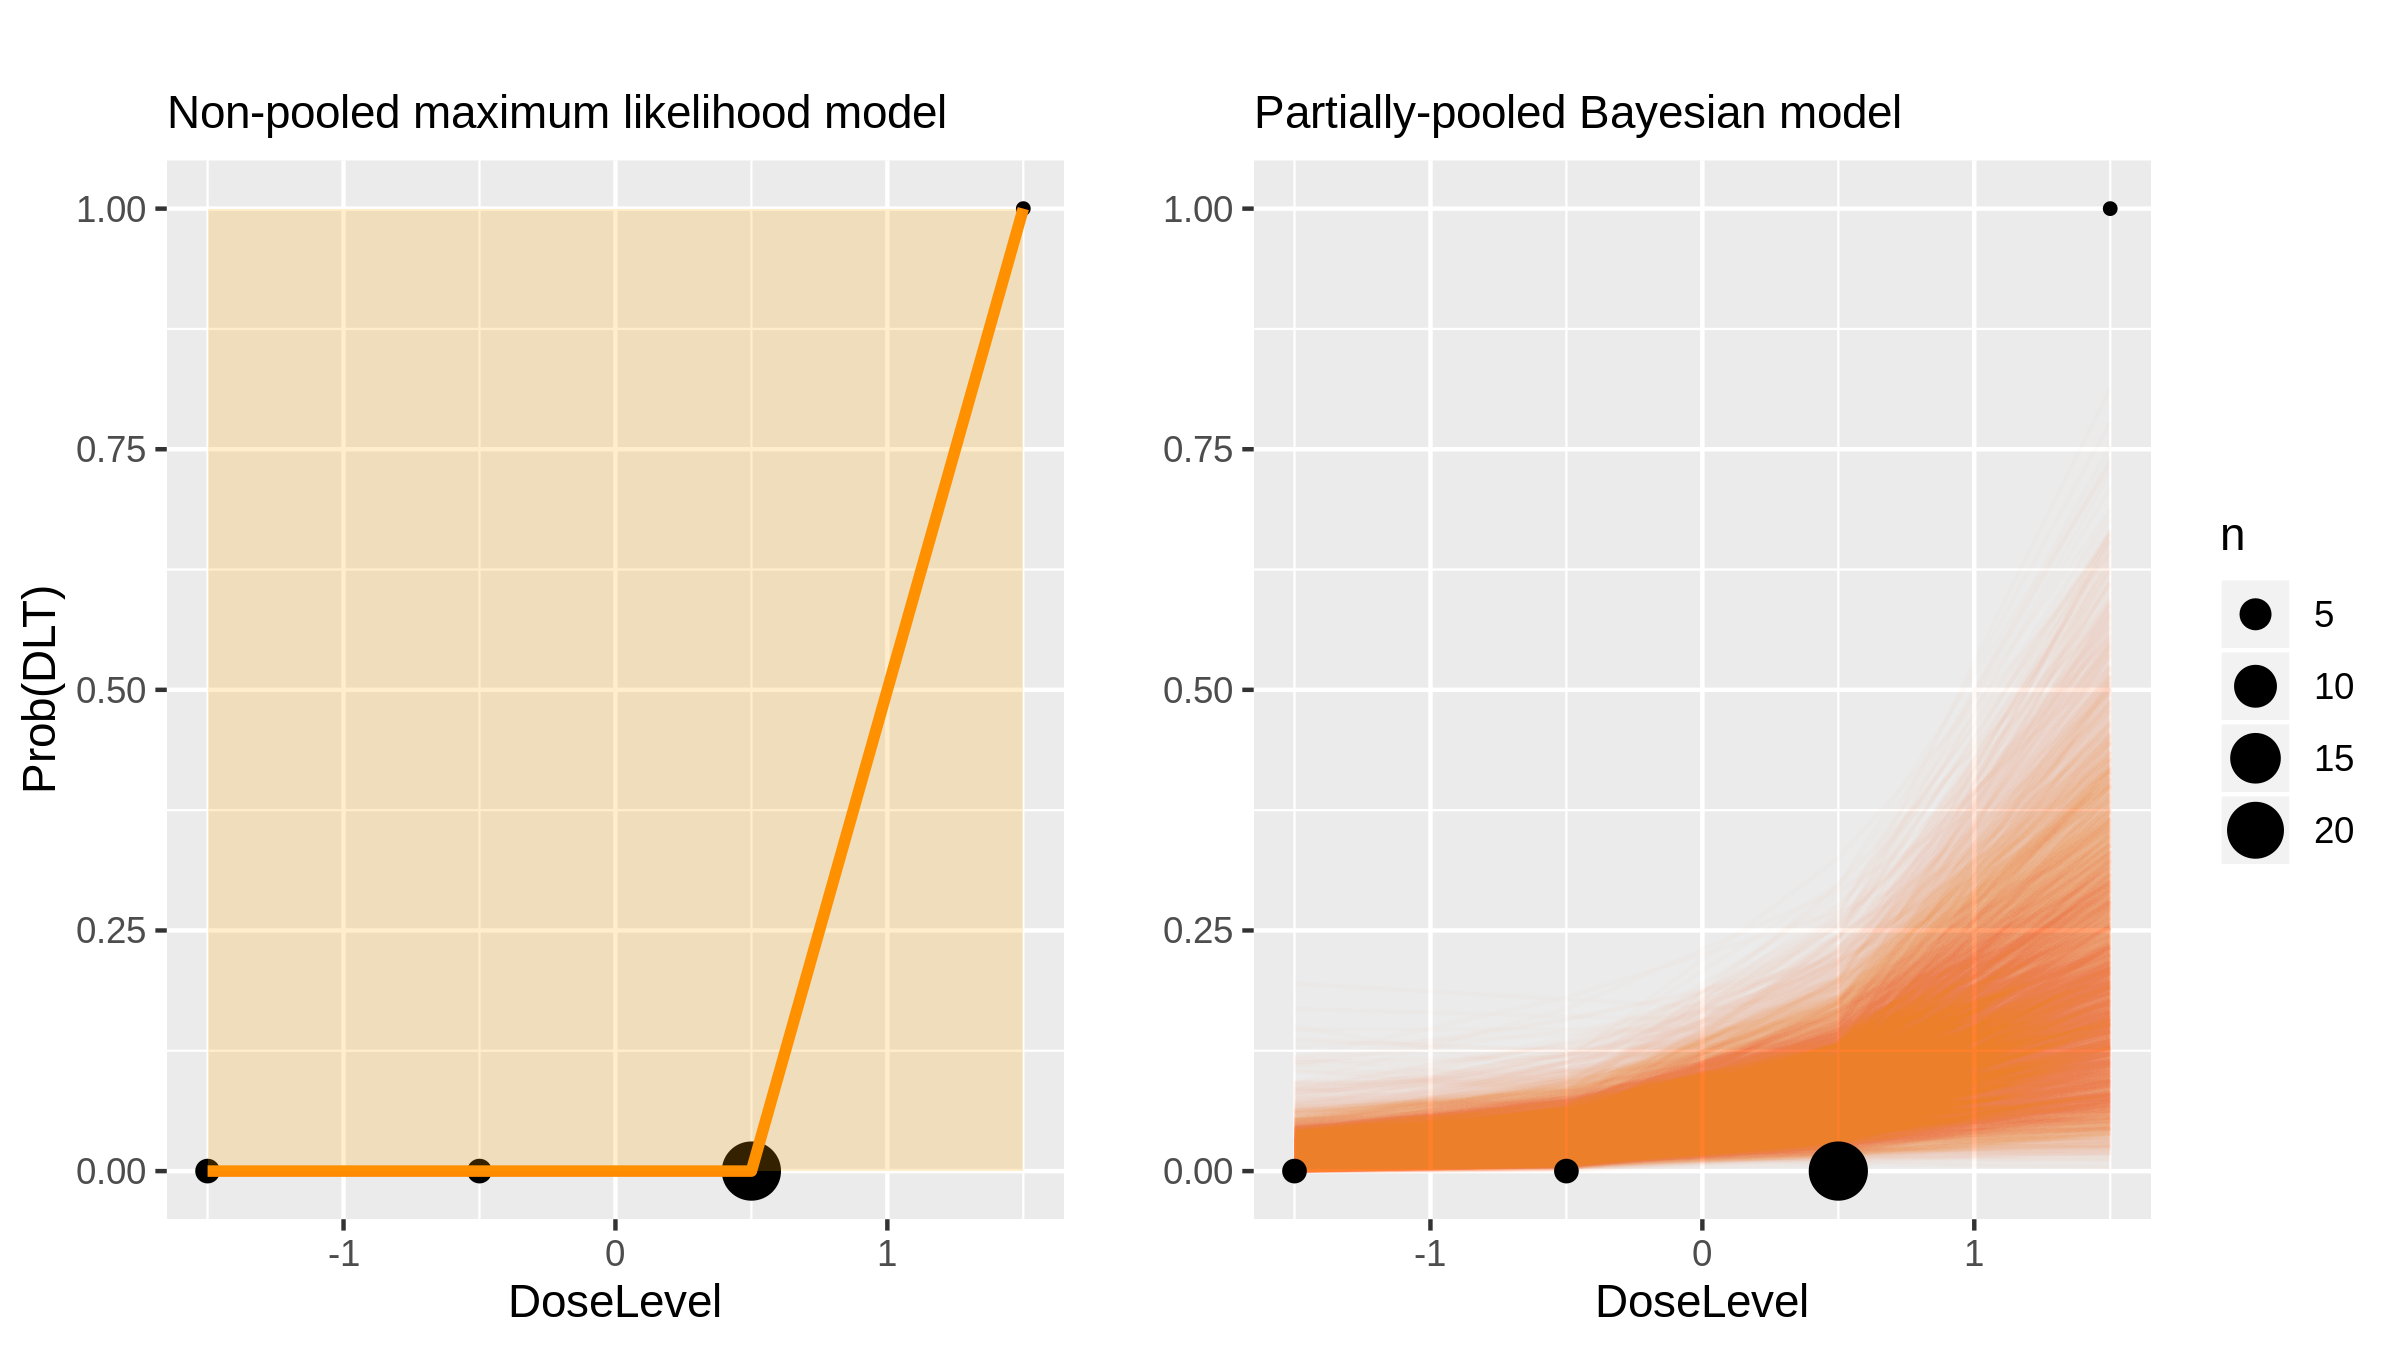 Non-pooled maximum likelihood model
Prob(DLT)
1.00
0.75
0.50
0.25
0.00
-1 0 1
DoseLevel
Partially-pooled Bayesian model
1.00
0.75
0.50
0.25
0.00
-1 0 1
DoseLevel
n
5
10
15
20